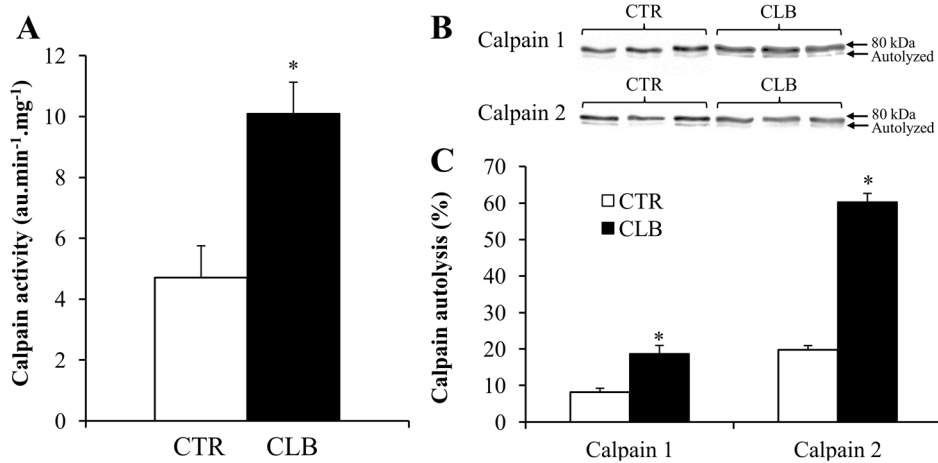 A
Calpain activity (au.min⁻¹.mg⁻¹)
12
10
8
6
4
2
0
*
CTR
CLB
B
CTR
CLB
Calpain 1
80 kDa
Autolyzed
CTR
CLB
Calpain 2
80 kDa
Autolyzed
C
Calpain autolysis (%)
70
60
50
40
30
20
10
0
CTR
CLB
*
*
Calpain 1
Calpain 2